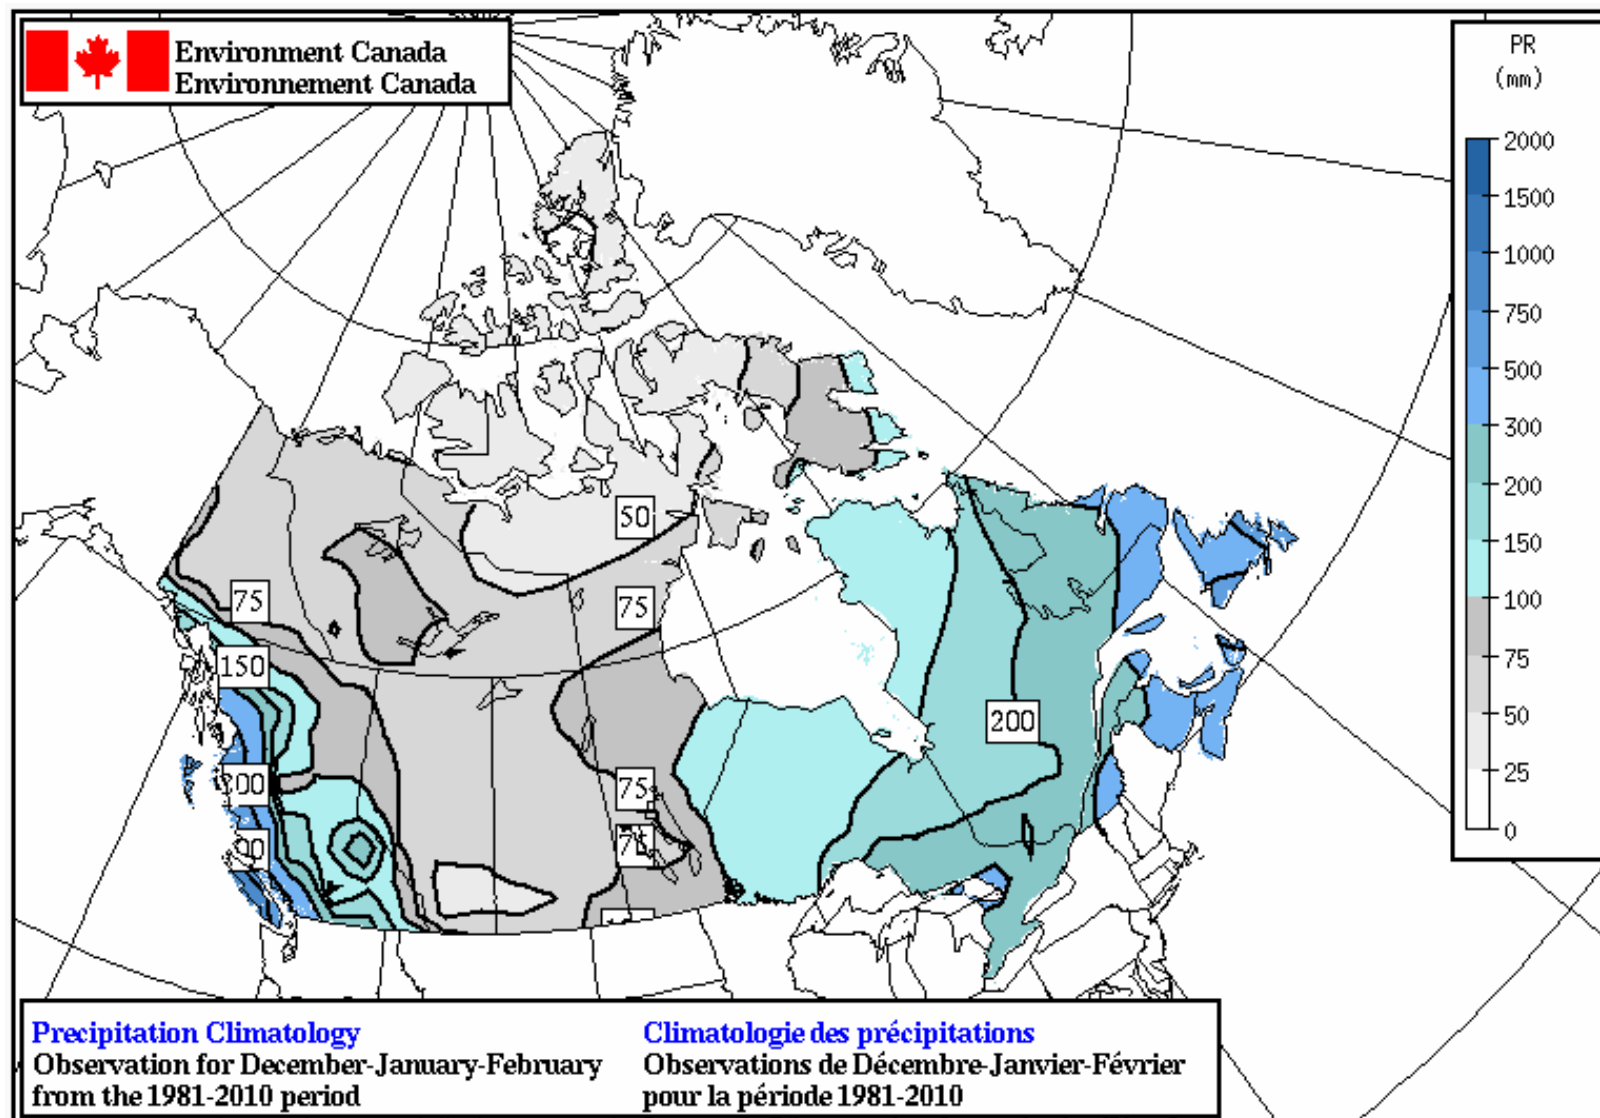 Environment Canada
Environnement Canada
PR
(mm)
2000
1500
1000
750
500
300
200
150
100
75
50
25
0
50
75
75
150
200
75
Precipitation Climatology
Observation for December-January-February
from the 1981-2010 period
Climatologie des précipitations
Observations de Décembre-Janvier-Février
pour la période 1981-2010